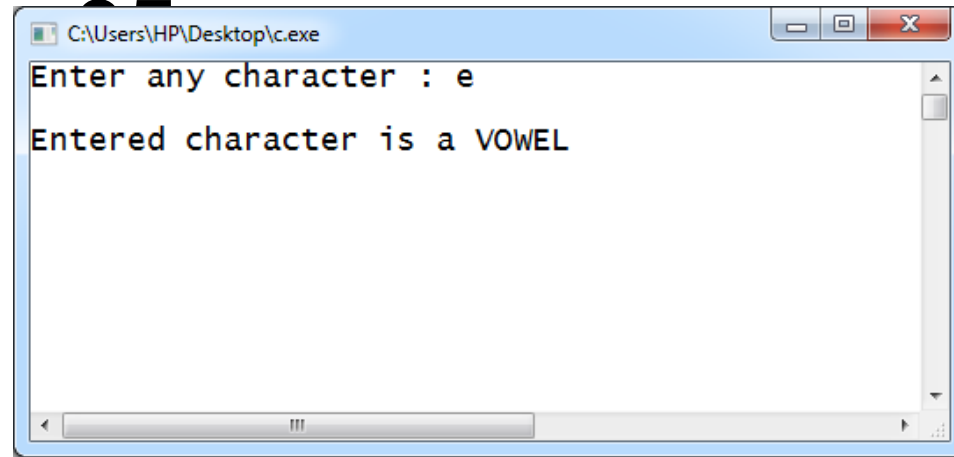 C:\Users\HP\Desktop\c.exe
Enter any character : e
Entered character is a VOWEL